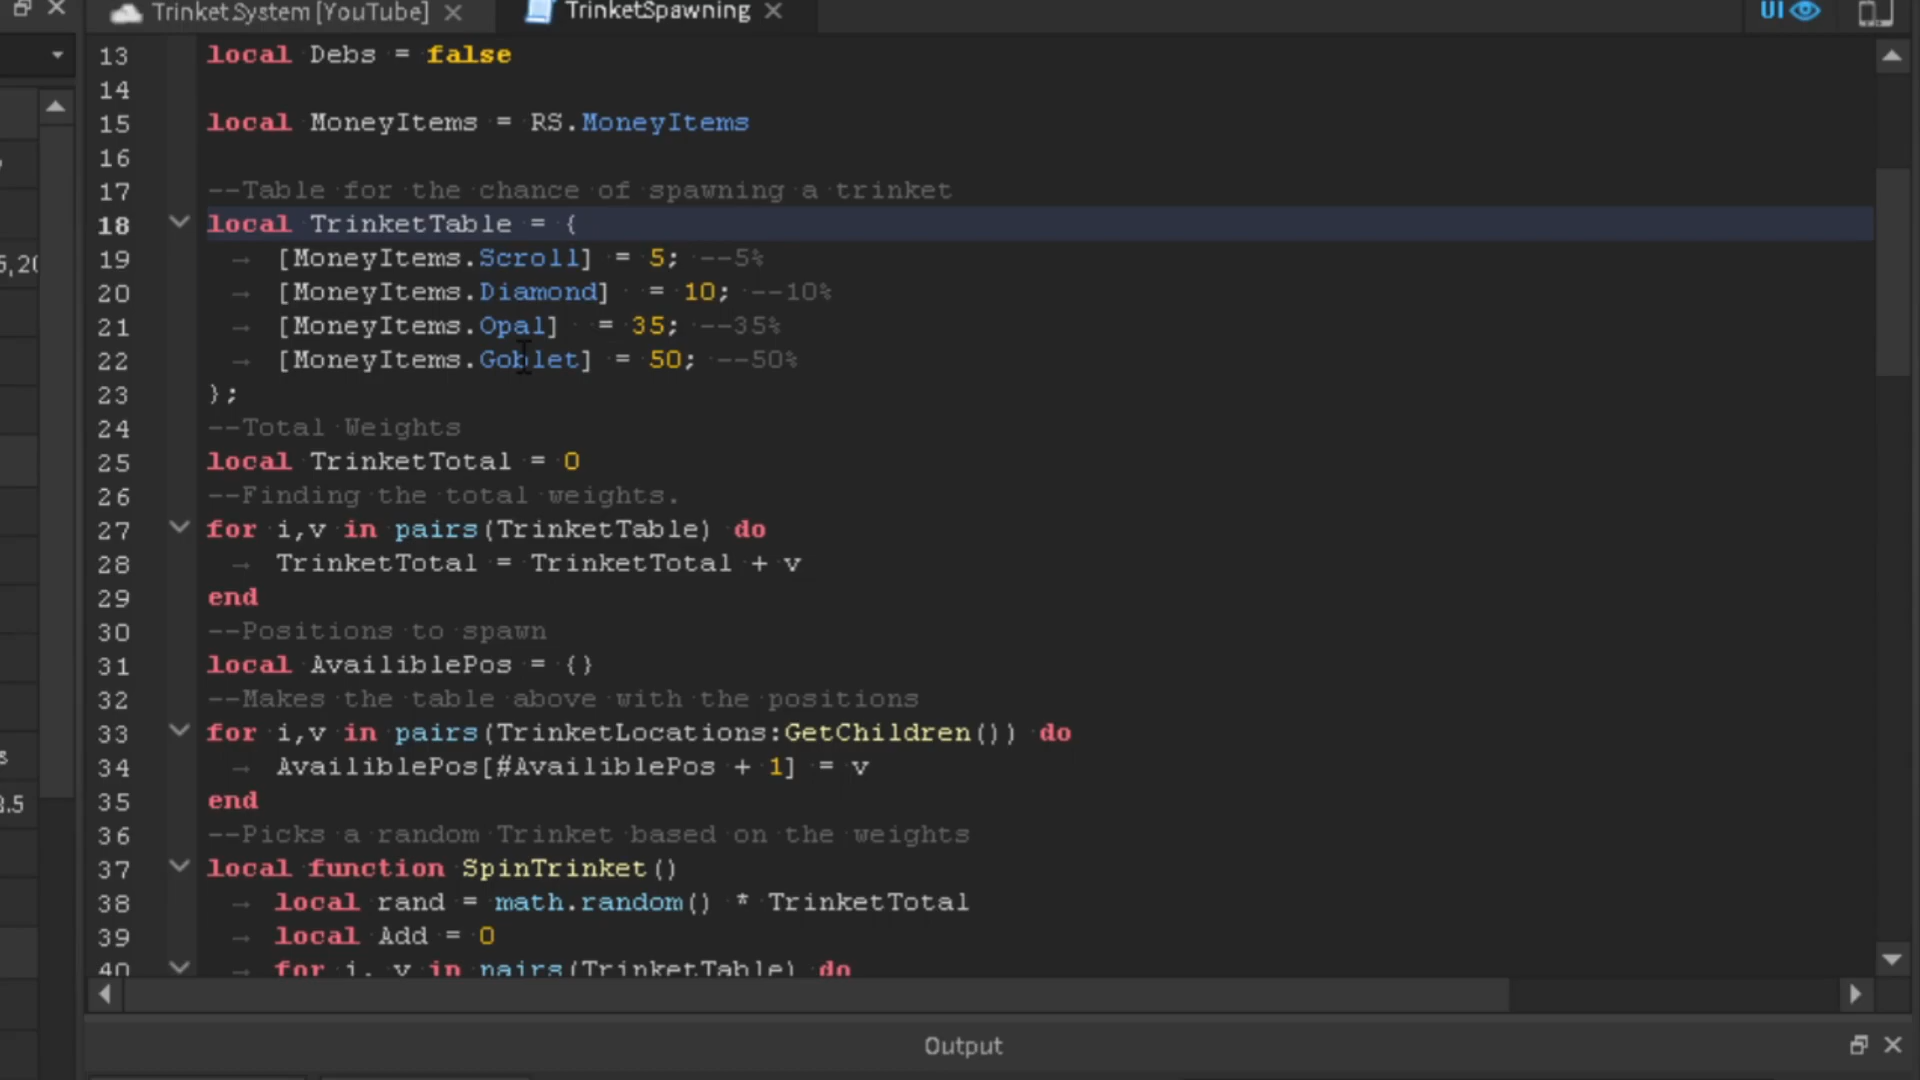 Trinket System [YouTube]
TrinketSpawning
UI
13 local Debs = false
14
15 local MoneyItems = RS.MoneyItems
16
17 --Table for the chance of spawning a trinket
18 local TrinketTable = {
19 [MoneyItems.Scroll] = 5; --5%
20 [MoneyItems.Diamond]  = 10; --10%
21 [MoneyItems.Opal]  = 35; --35%
22 [MoneyItems.Goblet] = 50; --50%
23 };
24 --Total Weights
25 local TrinketTotal = 0
26 --Finding the total weights.
27 for i,v in pairs(TrinketTable) do
28 TrinketTotal = TrinketTotal + v
29 end
30 --Positions to spawn
31 local AvailiblePos = {}
32 --Makes the table above with the positions
33 for i,v in pairs(TrinketLocations:GetChildren()) do
34 AvailiblePos[#AvailiblePos + 1] = v
35 end
36 --Picks a random Trinket based on the weights
37 local function SpinTrinket()
38 local rand = math.random() * TrinketTotal
39 local Add = 0
40 for i, v in pairs(TrinketTable) do
Output